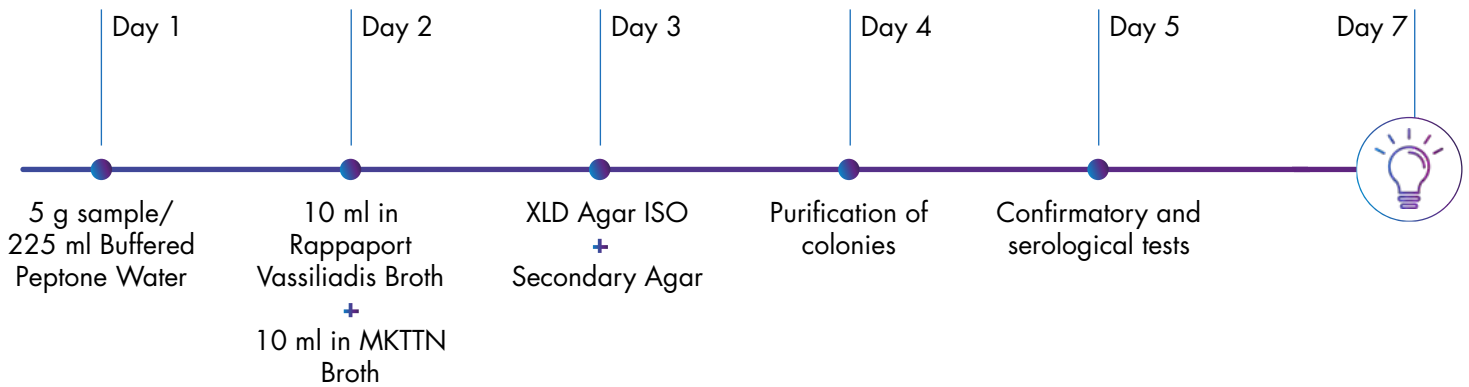 Day 1
Day 2
Day 3
Day 4
Day 5
Day 7
5 g sample/
225 ml Buffered
Peptone Water
10 ml in
Rappaport
Vassiliadis Broth
+
10 ml in MKTTN
Broth
XLD Agar ISO
+
Secondary Agar
Purification of
colonies
Confirmatory and
serological tests